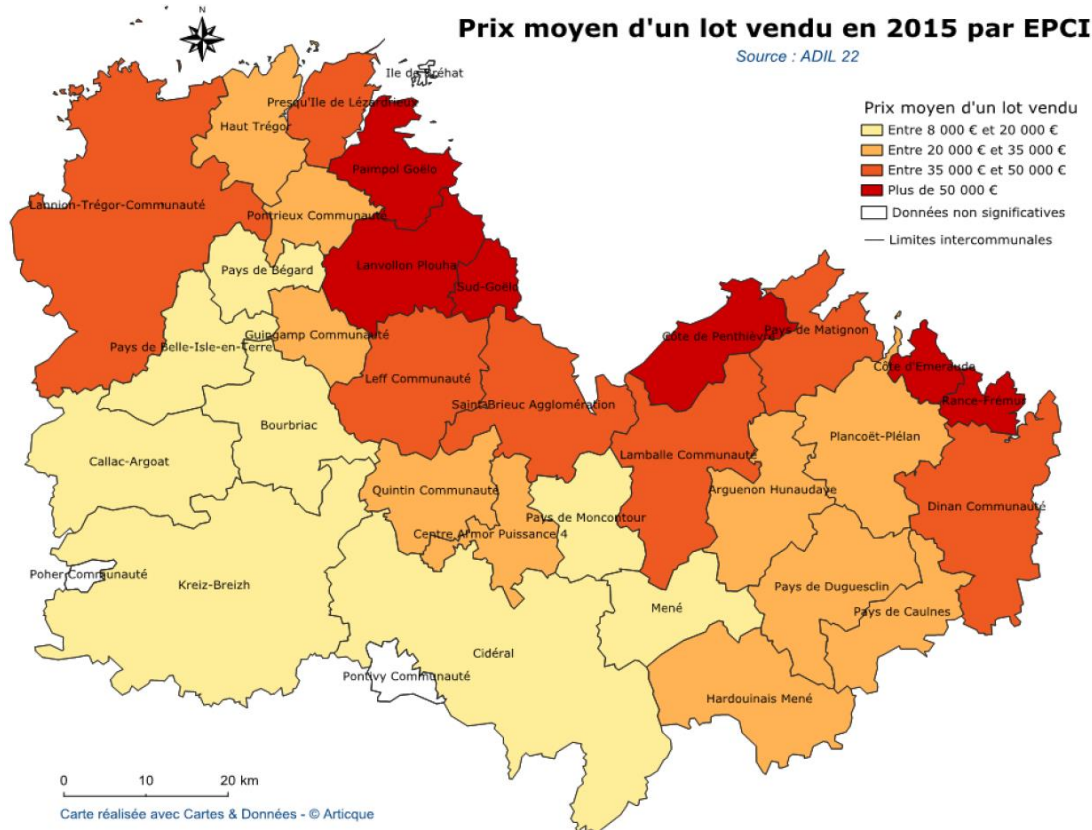 Prix moyen d'un lot vendu en 2015 par EPCI
Source : ADIL 22
N
Prix moyen d'un lot vendu
Entre 8 000 € et 20 000 €
Entre 20 000 € et 35 000 €
Entre 35 000 € et 50 000 €
Plus de 50 000 €
Données non significatives
Limites intercommunales
Ile de Bréhat
Presqu'Ile de Lézardrieux
Haut Trégor
Paimpol Goëlo
Lannion-Trégor-Communauté
Pontrieux Communauté
Pays de Bégard
Lanvollon Plouha
Sud-Goëlo
Guingamp Communauté
Côte de Penthièvre
Pays de Matignon
Pays de Belle-Isle-en-Terre
Côte d'Emeraude
Leff Communauté
Rance-Frémur
Saint-Brieuc Agglomération
Bourbriac
Plancoët-Plélan
Lamballe Communauté
Callac-Argoat
Quintin Communauté
Arguenon Hunaudaye
Dinan Communauté
Pays de Moncontour
Centre Armor Puissance 4
Poher Communauté
Kreiz-Breizh
Pays de Duguesclin
Mené
Pays de Caulnes
Cidéral
Pontivy Communauté
Hardouinais Mené
0 10 20 km
Carte réalisée avec Cartes & Données - © Articque